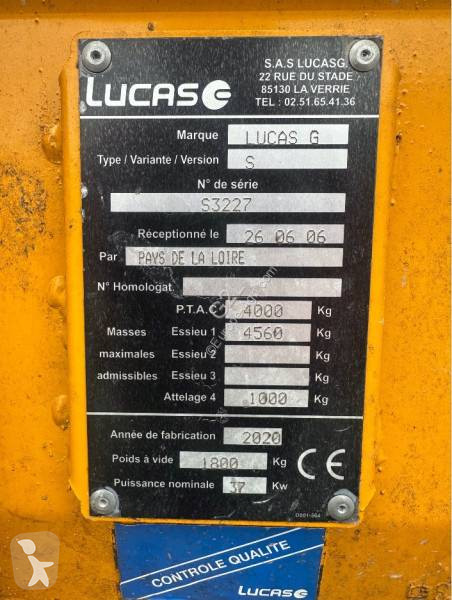 S.A.S LUCASG.
22 RUE DU STADE
85130 LA VERRIE
TEL : 02.51.65.41.36
LUCAS G
Marque LUCAS G
Type / Variante / Version S
N° de série
S3227
Réceptionné le 26 06 06
Par PAYS DE LA LOIRE
N° Homologat.
P.T.A.C 4000 Kg
Masses Essieu 1 4560 Kg
maximales Essieu 2 Kg
admissibles Essieu 3 Kg
Attelage 4 1000 Kg
Année de fabrication 2020
Poids à vide 1800 Kg
Puissance nominale 37 Kw
CE
CONTROLE QUALITE
LUCAS G